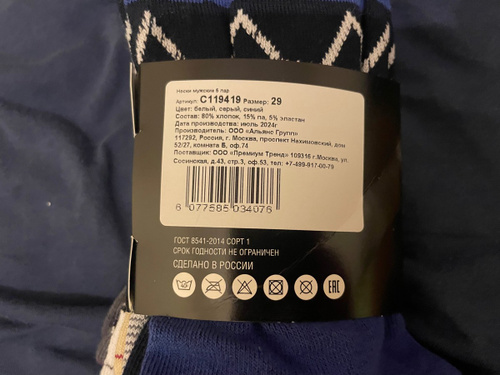 Носки мужские 8 пар
Артикул: С119419 Размер: 29
Цвет: белый, серый, синий
Состав: 80% хлопок, 15% па, 5% эластан
Дата производства: июль 2024г
Производитель: ООО «Альянс Групп»
117292, Россия, г. Москва, проспект Нахимовский, дом
52/27, комната Б, оф.74
Поставщик: ООО «Премиум Тренд» 109316 г.Москва, ул.
Сосинская, д.43, стр.3, оф.53, тел: +7-499-917-00-79
6 077585 034076
ГОСТ 8541-2014 СОРТ 1
СРОК ГОДНОСТИ НЕ ОГРАНИЧЕН
СДЕЛАНО В РОССИИ
EAC